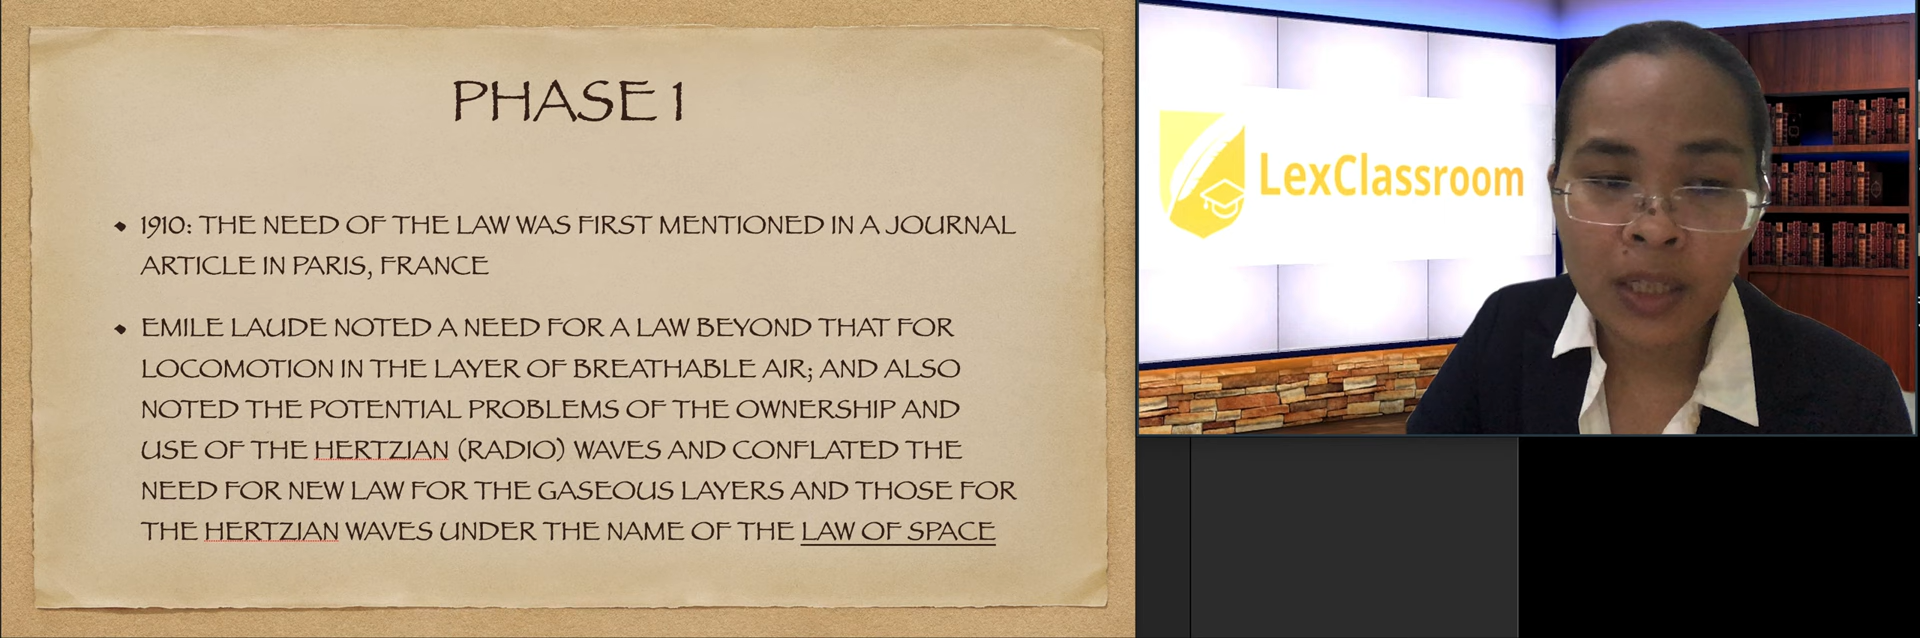 PHASE 1
1910: THE NEED OF THE LAW WAS FIRST MENTIONED IN A JOURNAL
ARTICLE IN PARIS, FRANCE
EMILE LAUDE NOTED A NEED FOR A LAW BEYOND THAT FOR
LOCOMOTION IN THE LAYER OF BREATHABLE AIR; AND ALSO
NOTED THE POTENTIAL PROBLEMS OF THE OWNERSHIP AND
USE OF THE HERTZIAN (RADIO) WAVES AND CONFLATED THE
NEED FOR NEW LAW FOR THE GASEOUS LAYERS AND THOSE FOR
THE HERTZIAN WAVES UNDER THE NAME OF THE LAW OF SPACE
LexClassroom